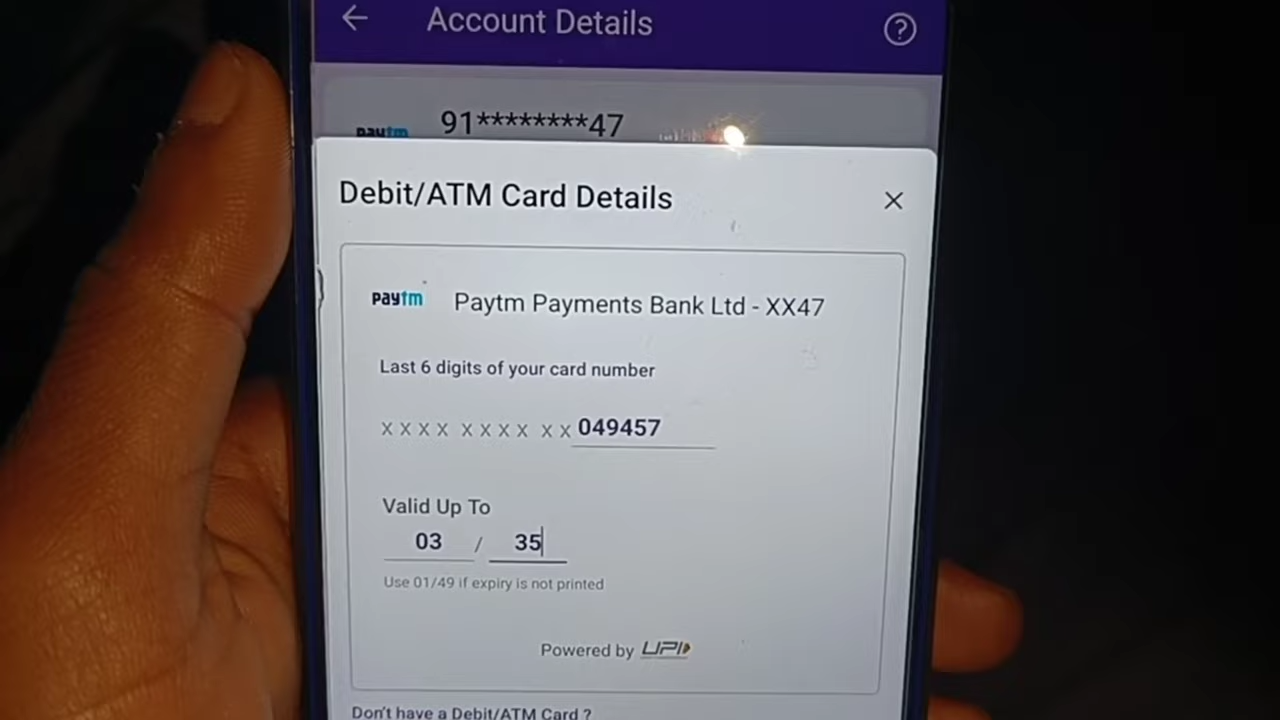 Account Details
?
paytm 91********47
Debit/ATM Card Details
paytm Paytm Payments Bank Ltd - XX47
Last 6 digits of your card number
XXXX XXXX XX 049457
Valid Up To
03 / 35
Use 01/49 if expiry is not printed
Powered by UPI
Don't have a Debit/ATM Card ?